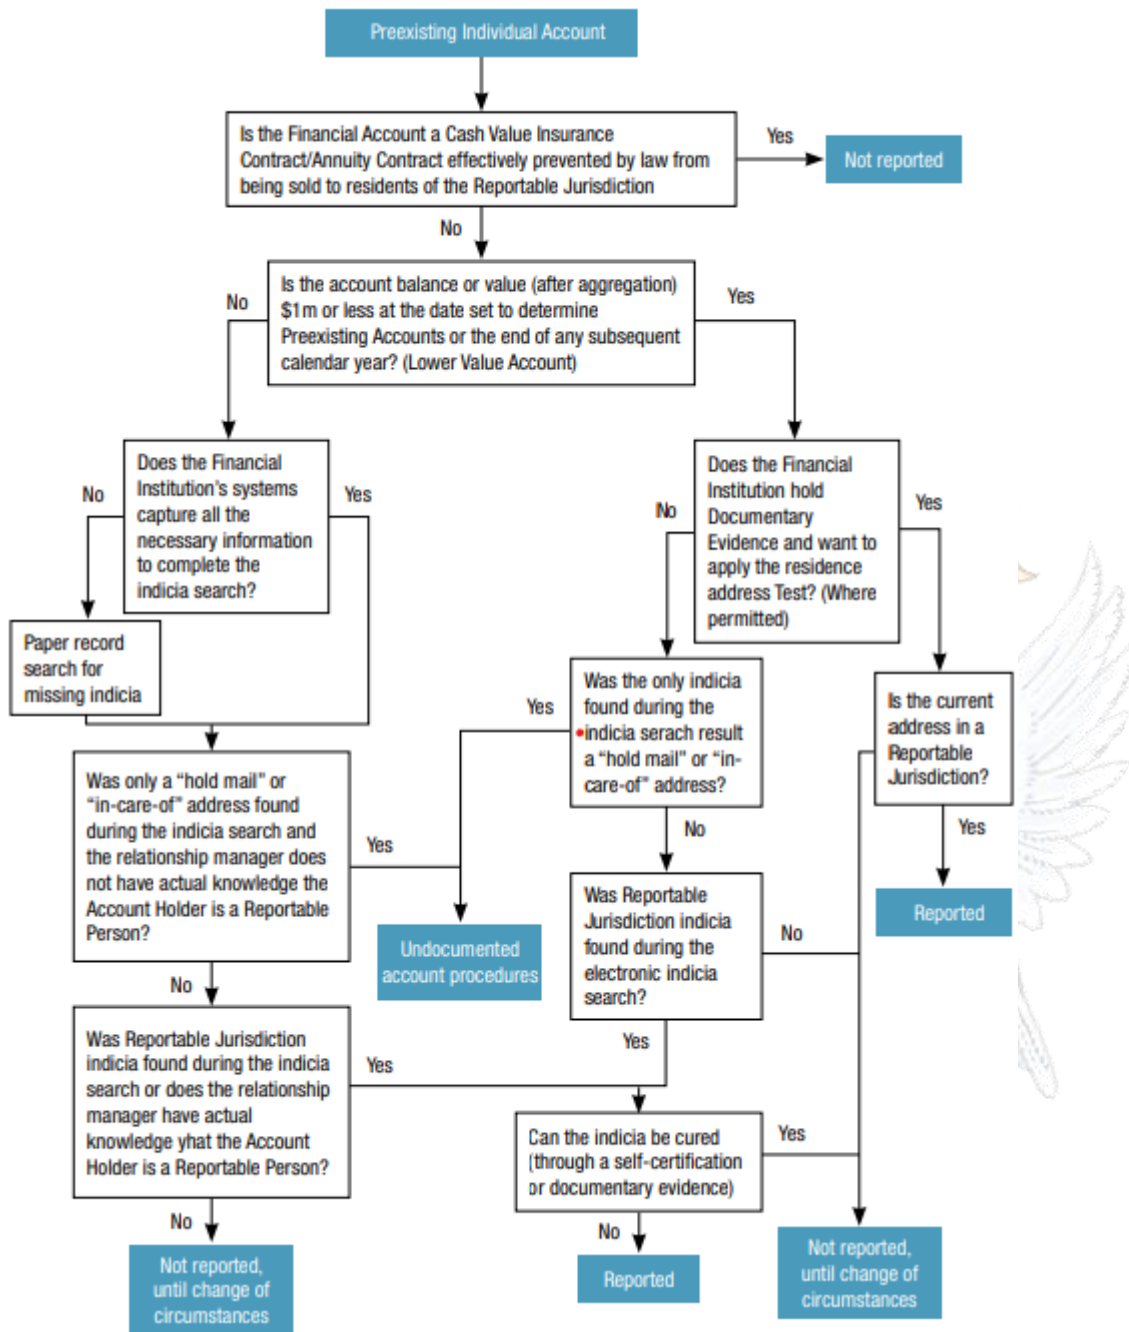 Preexisting Individual Account
Is the Financial Account a Cash Value Insurance
Contract/Annuity Contract effectively prevented by law from
being sold to residents of the Reportable Jurisdiction
Yes
Not reported
No
Is the account balance or value (after aggregation)
$1m or less at the date set to determine
Preexisting Accounts or the end of any subsequent
calendar year? (Lower Value Account)
No
Yes
Does the Financial
Institution's systems
capture all the
necessary information
to complete the
indicia search?
No
Yes
Paper record
search for
missing indicia
Does the Financial
Institution hold
Documentary
Evidence and want to
apply the residence
address Test? (Where
permitted)
No
Yes
Was the only indicia
found during the
indicia serach result
a "hold mail" or "in-
care-of" address?
Yes
No
Is the current
address in a
Reportable
Jurisdiction?
Yes
Reported
Was only a "hold mail" or
"in-care-of" address found
during the indicia search and
the relationship manager does
not have actual knowledge the
Account Holder is a Reportable
Person?
Yes
No
Undocumented
account procedures
Was Reportable
Jurisdiction indicia
found during the
electronic indicia
search?
No
Yes
Was Reportable Jurisdiction
indicia found during the indicia
search or does the relationship
manager have actual
knowledge yhat the Account
Holder is a Reportable Person?
Yes
No
Can the indicia be cured
(through a self-certification
or documentary evidence)
Yes
No
Not reported,
until change of
circumstances
Reported
Not reported,
until change of
circumstances